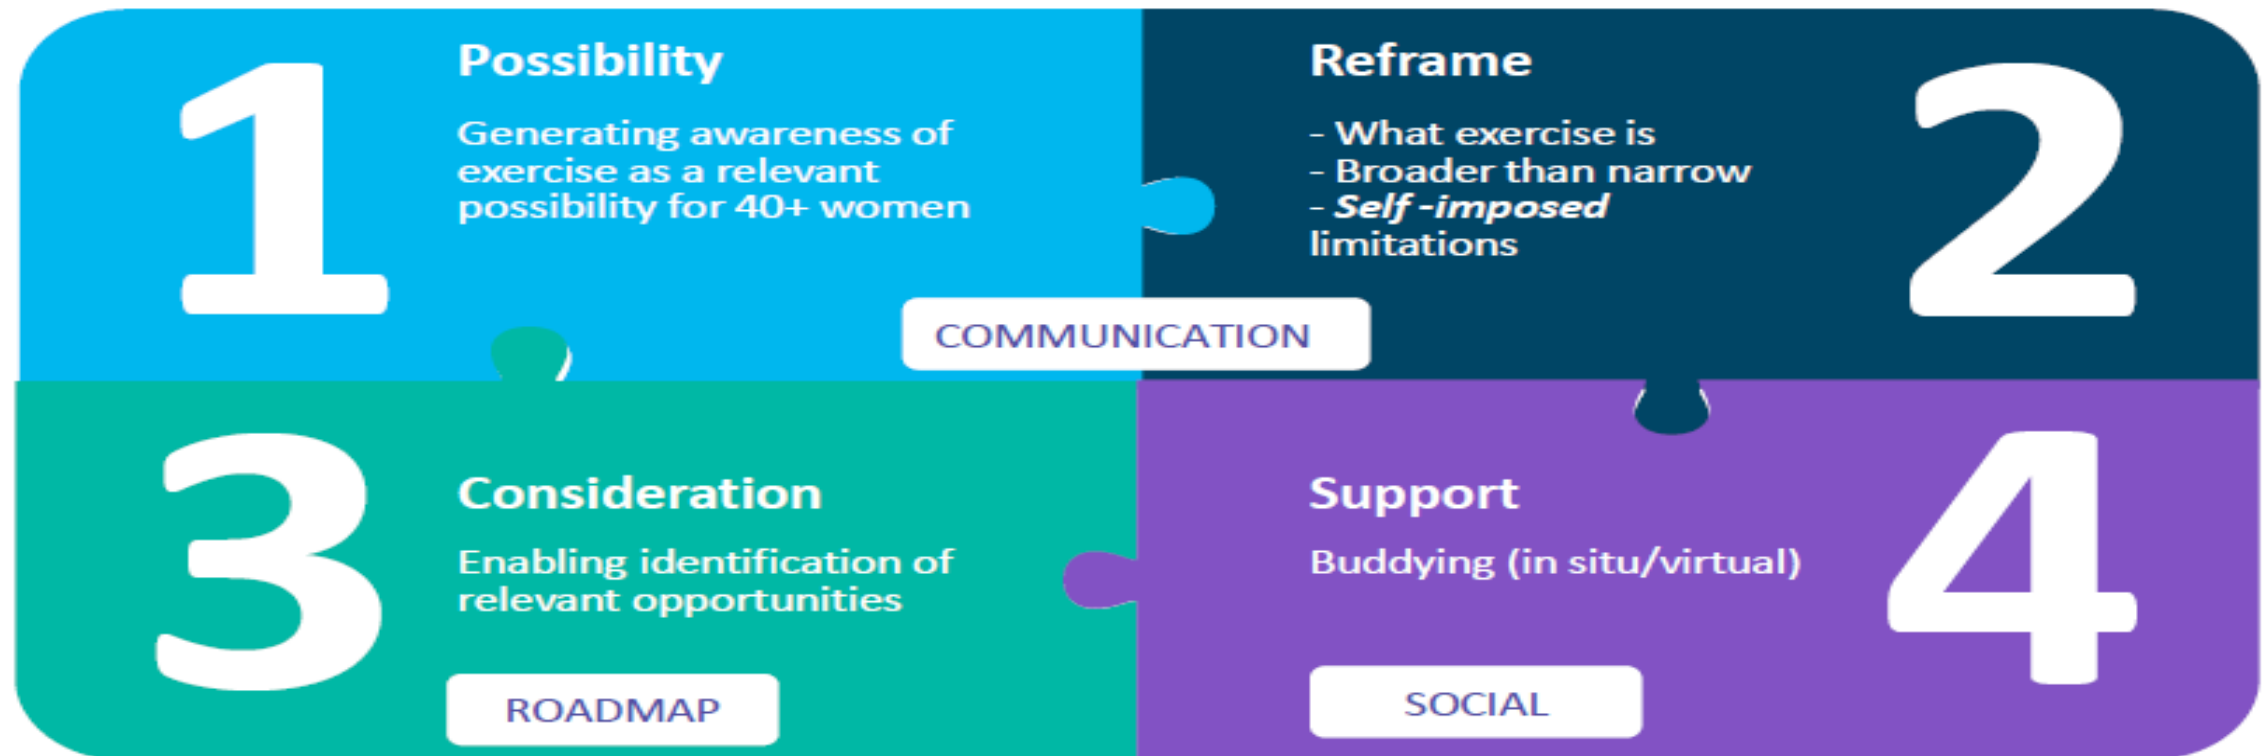 1
Possibility
Generating awareness of
exercise as a relevant
possibility for 40+ women
2
Reframe
- What exercise is
- Broader than narrow
- Self -imposed
limitations
COMMUNICATION
3
Consideration
Enabling identification of
relevant opportunities
ROADMAP
4
Support
Buddying (in situ/virtual)
SOCIAL